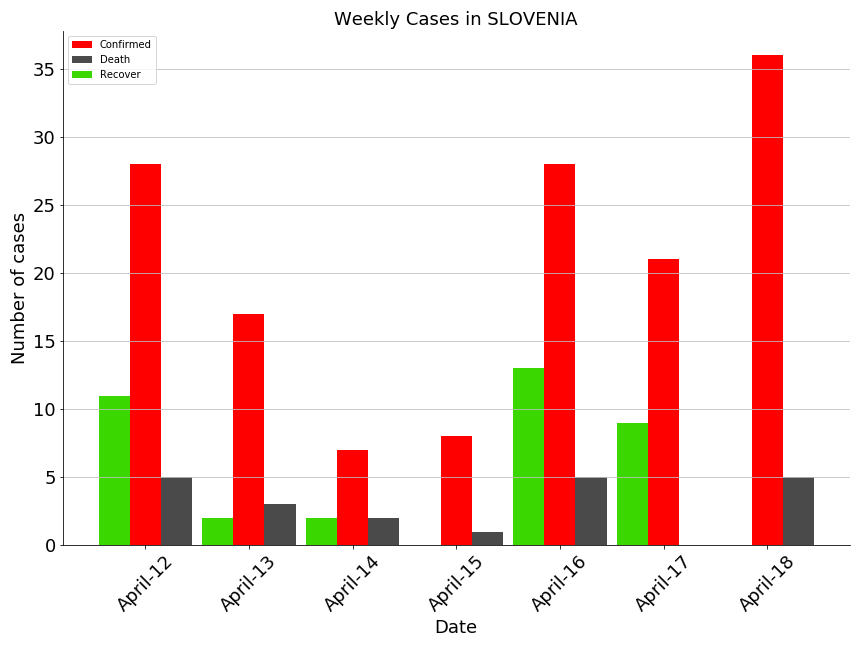 Weekly Cases in SLOVENIA
Confirmed
Death
Recover
Number of cases
35
30
25
20
15
10
5
0
April-12
April-13
April-14
April-15
April-16
April-17
April-18
Date